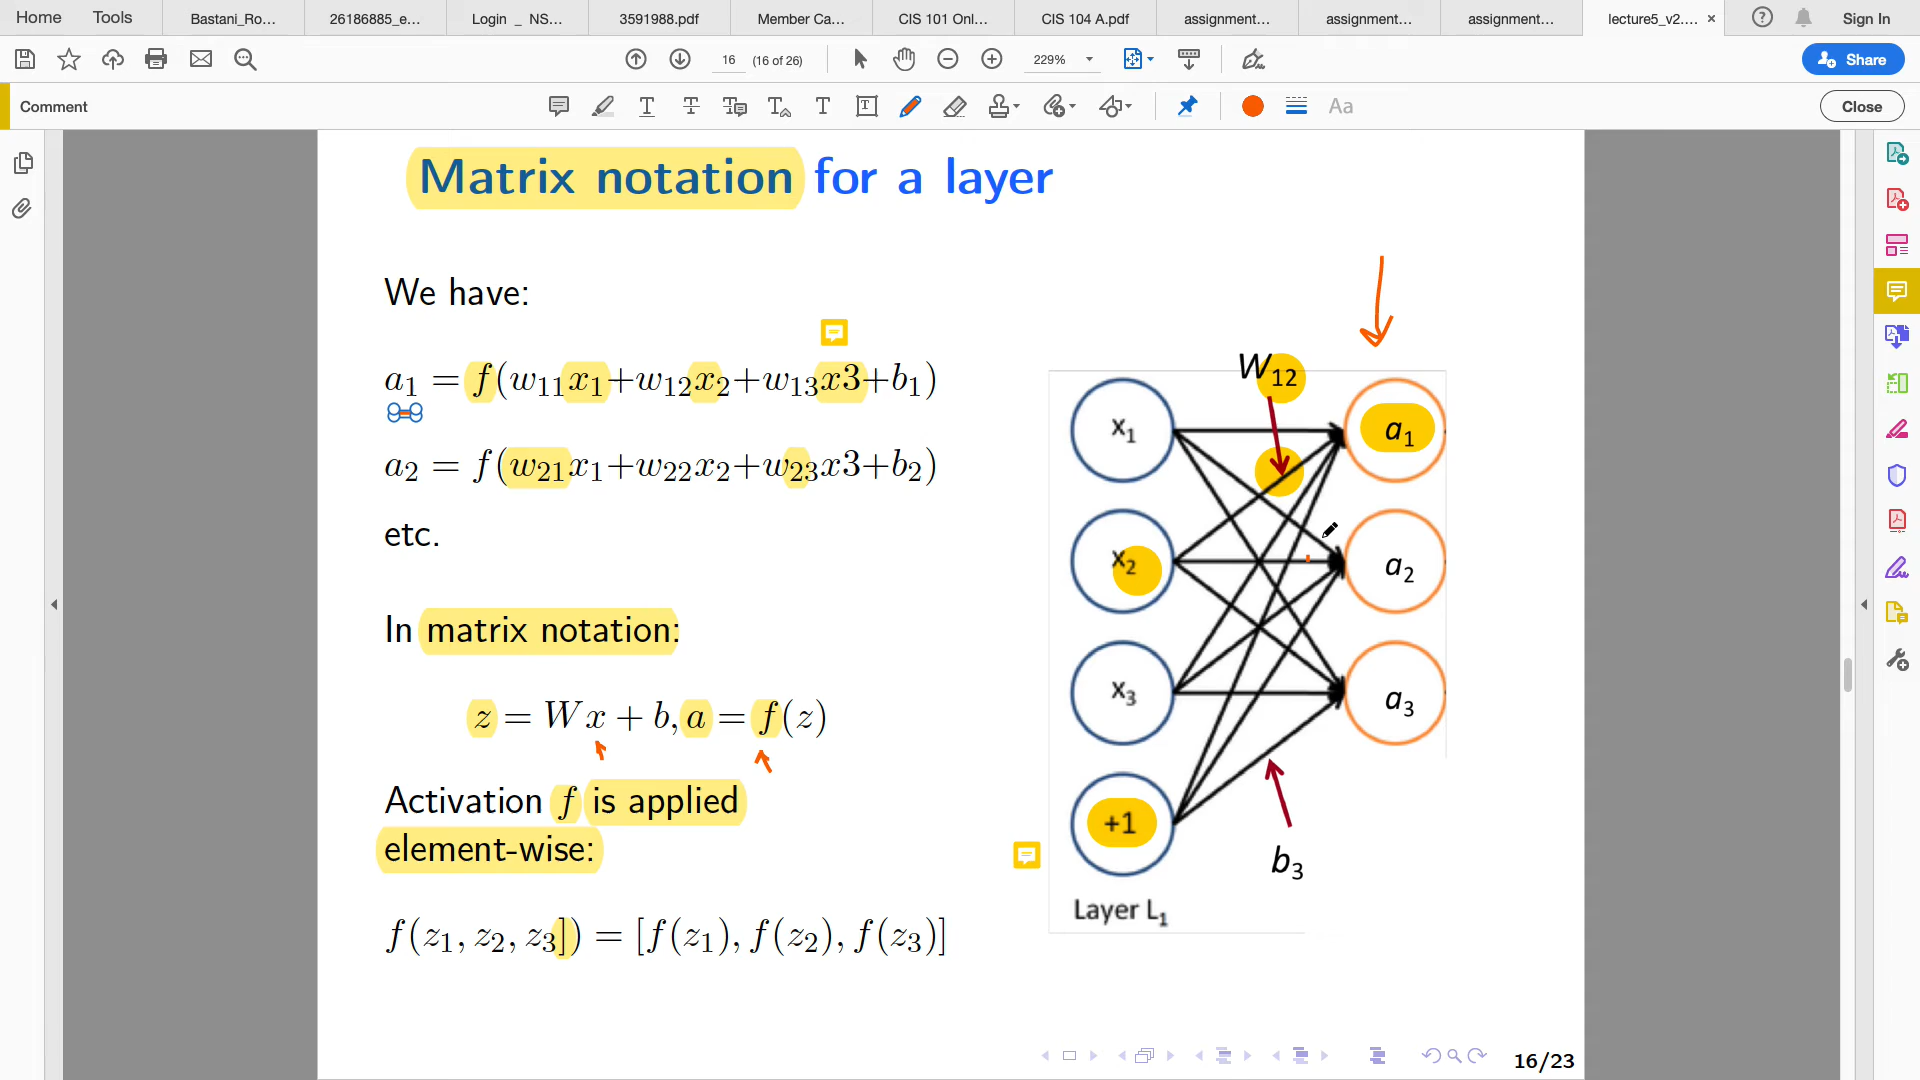 Home Tools Bastani_Ro... 26186885_e... Login _ NS... 3591988.pdf Member Ca... CIS 101 Onl... CIS 104 A.pdf assignment... assignment... assignment... lecture5_v2.... × Sign In
16 (16 of 26) 229% Share
Comment Aa Close
Matrix notation for a layer
We have:
a₁ = f(w₁₁x₁+w₁₂x₂+w₁₃x3+b₁)
a₂ = f(w₂₁x₁+w₂₂x₂+w₂₃x3+b₂)
etc.
In matrix notation:
z = Wx + b, a = f(z)
Activation f is applied
element-wise:
f(z₁, z₂, z₃]) = [f(z₁), f(z₂), f(z₃)]
W₁₂
x₁ a₁
x₂ a₂
x₃ a₃
+1
b₃
Layer L₁
16/23